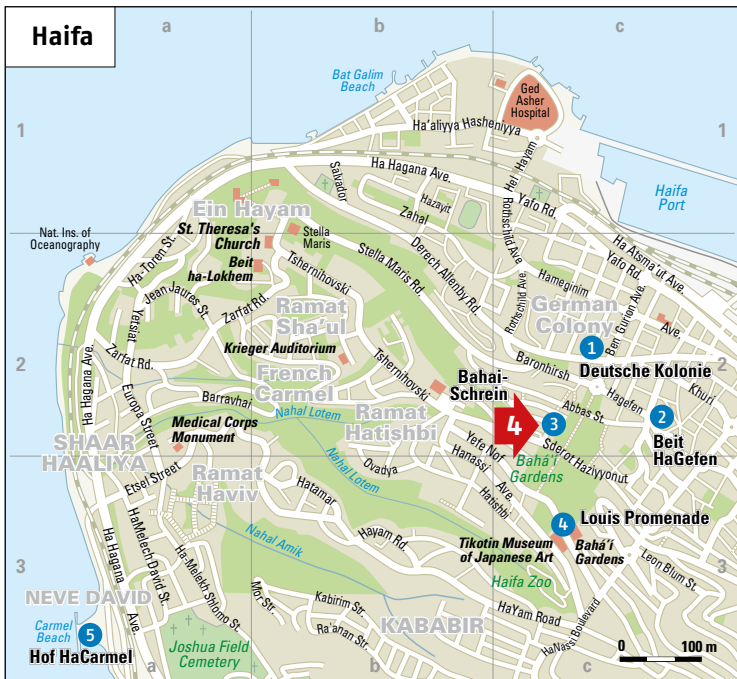 Haifa
a
b
c
1
1
2
2
3
3
a
b
c
Bat Galim
Beach
Ged
Asher
Hospital
Ha'aliyya Hasheniyya
Ha Hagana Ave.
Hel Hayam
Yafo Rd.
Haifa
Port
Salvador
Hazayit
Zahal
Rothschild Ave
Ein Hayam
St. Theresa's
Church
Stella
Maris
Beit
ha-Lokhem
Nat. Ins. of
Oceanography
Ha-Toren St.
Jean Jaures St.
Yetsiat
Zarfat Rd.
Zarfat Rd.
Tshernihovski
Stella Maris Rd.
Derech Allenby Rd.
Rothschild Ave.
Hameginim
Ha Atsma'ut Ave.
Yafo Rd.
Ave.
German
Colony
Ben Gurion Ave.
1
Deutsche Kolonie
Ramat
Sha'ul
Krieger Auditorium
French
Carmel
Tshernihovski
Baronhirsh
Bahai-
Schrein
4
3
Abbas St.
Hagefen
Khuri
2
Beit
HaGefen
Ha Hagana Ave.
Europa Street
Barravhai
Nahal Lotem
Medical Corps
Monument
Ramat
Hatishbi
Yefe Nof
Hanassi
Ave.
Hatishbi
Bahá'í
Gardens
Sderot Haziyyonut
SHAAR
HAALIYA
Etsel Street
Ramat
Haviv
Ovadya
Nahal Lotem
Hatamar
Hayam Rd.
Nahal Amik
4
Louis Promenade
Tikotin Museum
of Japanese Art
Bahá'í
Gardens
Haifa Zoo
Leon Blum St.
Ha Hagana
Ave.
HaMelech David St.
Ha-Melekh Shlomo St.
NEVE DAVID
Carmel
Beach
5
Hof HaCarmel
Joshua Field
Cemetery
Mor Str.
Kabirim Str.
Ra'anan Str.
KABABIR
HaYam Road
HaNassi Boulevard
0
100 m